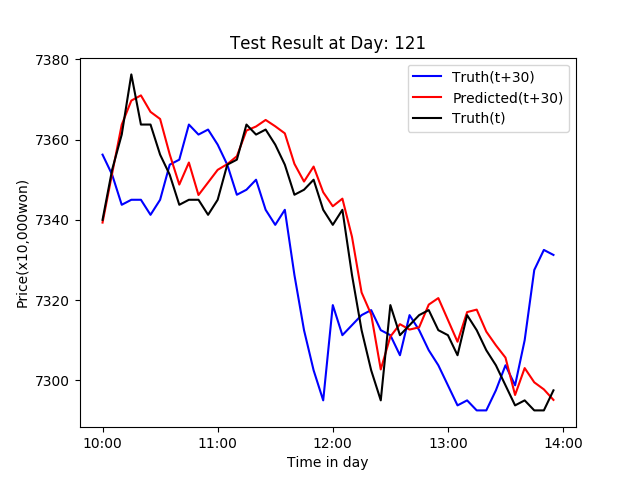 Test Result at Day: 121
Price(x10,000won)
7380
7360
7340
7320
7300
Truth(t+30)
Predicted(t+30)
Truth(t)
10:00 11:00 12:00 13:00 14:00
Time in day